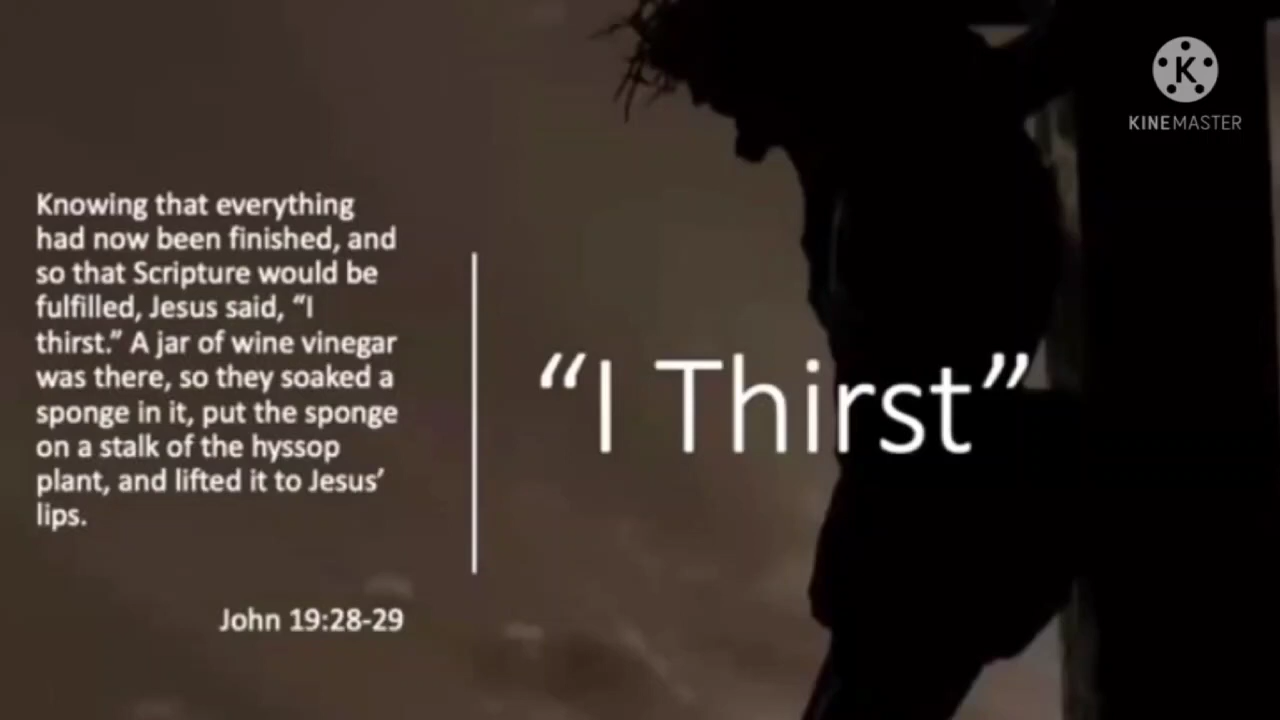 KINEMASTER
Knowing that everything
had now been finished, and
so that Scripture would be
fulfilled, Jesus said, “I
thirst.” A jar of wine vinegar
was there, so they soaked a
sponge in it, put the sponge
on a stalk of the hyssop
plant, and lifted it to Jesus’
lips.
John 19:28-29
“I Thirst”